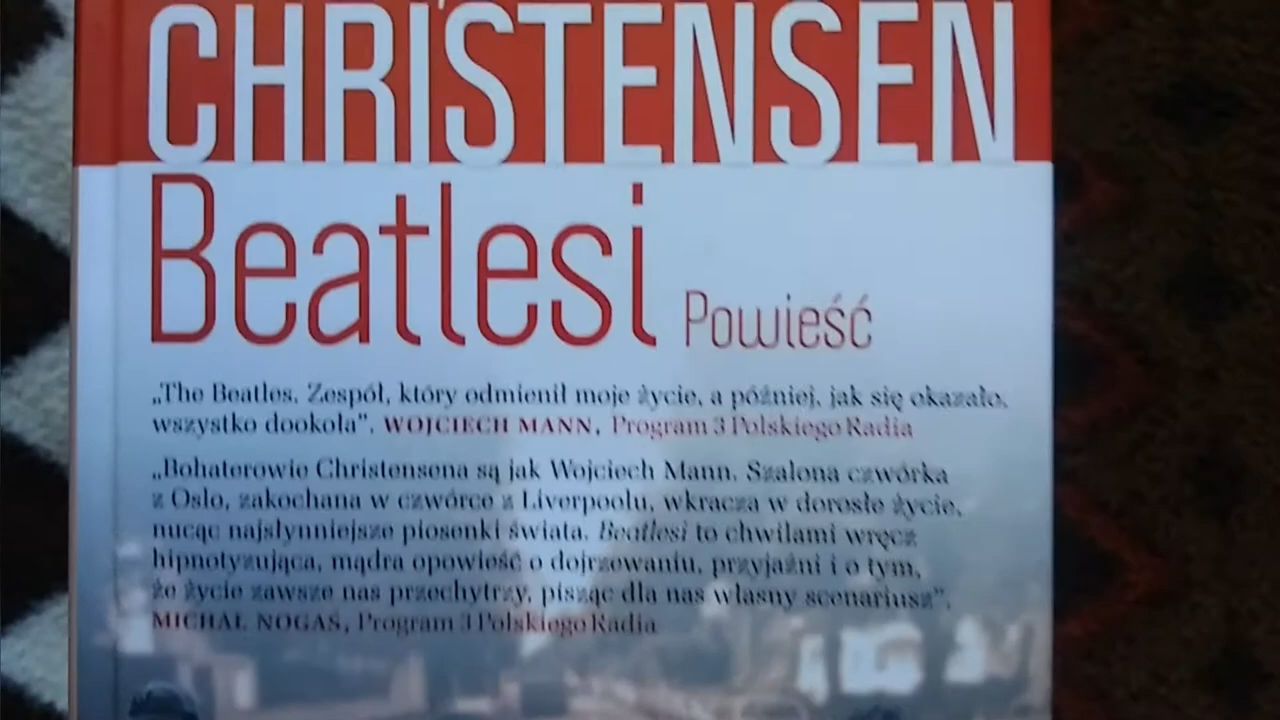 CHRISTENSEN
Beatlesi Powieść
„The Beatles. Zespół, który odmienił moje życie, a później, jak się okazało,
wszystko dookoła”. WOJCIECH MANN, Program 3 Polskiego Radia
„Bohaterowie Christensena są jak Wojciech Mann. Szalona czwórka
z Oslo, zakochana w czwórce z Liverpoolu, wkracza w dorosłe życie,
nucąc najsłynniejsze piosenki świata. Beatlesi to chwilami wręcz
hipnotyzująca, mądra opowieść o dojrzewaniu, przyjaźni i o tym,
że życie zawsze nas przechytrzy, pisząc dla nas własny scenariusz”.
MICHAŁ NOGAŚ, Program 3 Polskiego Radia